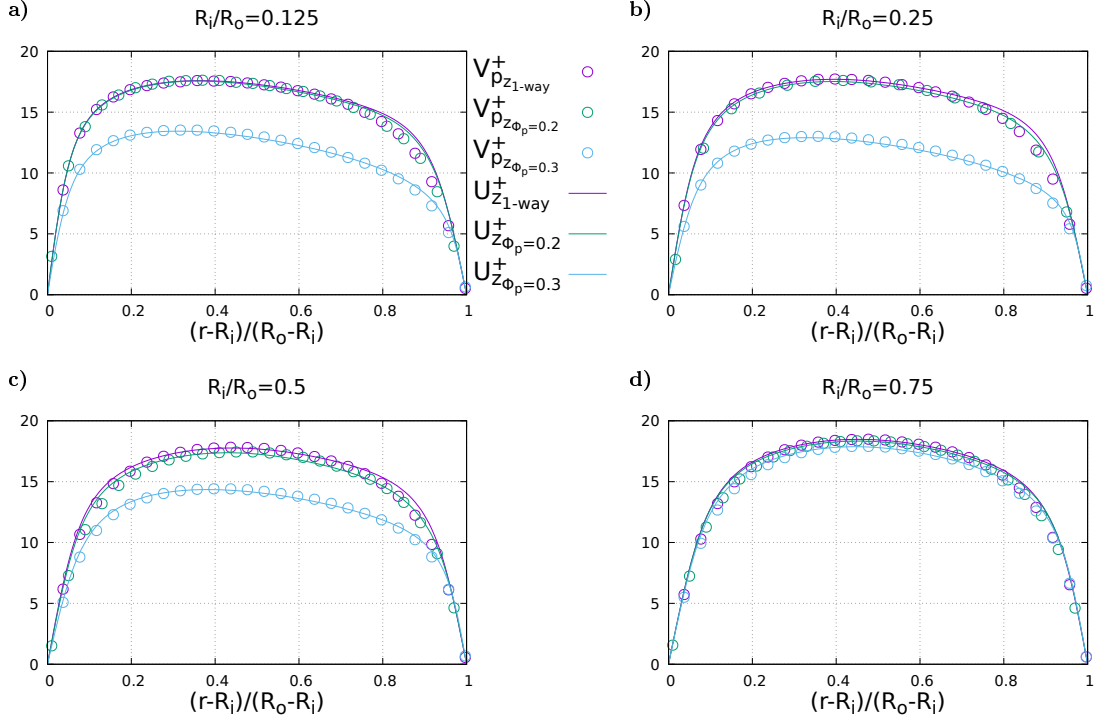 a)
R_i/R_o=0.125
20
15
10
5
0
0
0.2
0.4
0.6
0.8
1
(r-R_i)/(R_o-R_i)
V^+_{p_{z_{1-way}}}
V^+_{p_{z_{Φ_p=0.2}}}
V^+_{p_{z_{Φ_p=0.3}}}
U^+_{z_{1-way}}
U^+_{z_{Φ_p=0.2}}
U^+_{z_{Φ_p=0.3}}
b)
R_i/R_o=0.25
20
15
10
5
0
0
0.2
0.4
0.6
0.8
1
(r-R_i)/(R_o-R_i)
c)
R_i/R_o=0.5
20
15
10
5
0
0
0.2
0.4
0.6
0.8
1
(r-R_i)/(R_o-R_i)
d)
R_i/R_o=0.75
20
15
10
5
0
0
0.2
0.4
0.6
0.8
1
(r-R_i)/(R_o-R_i)